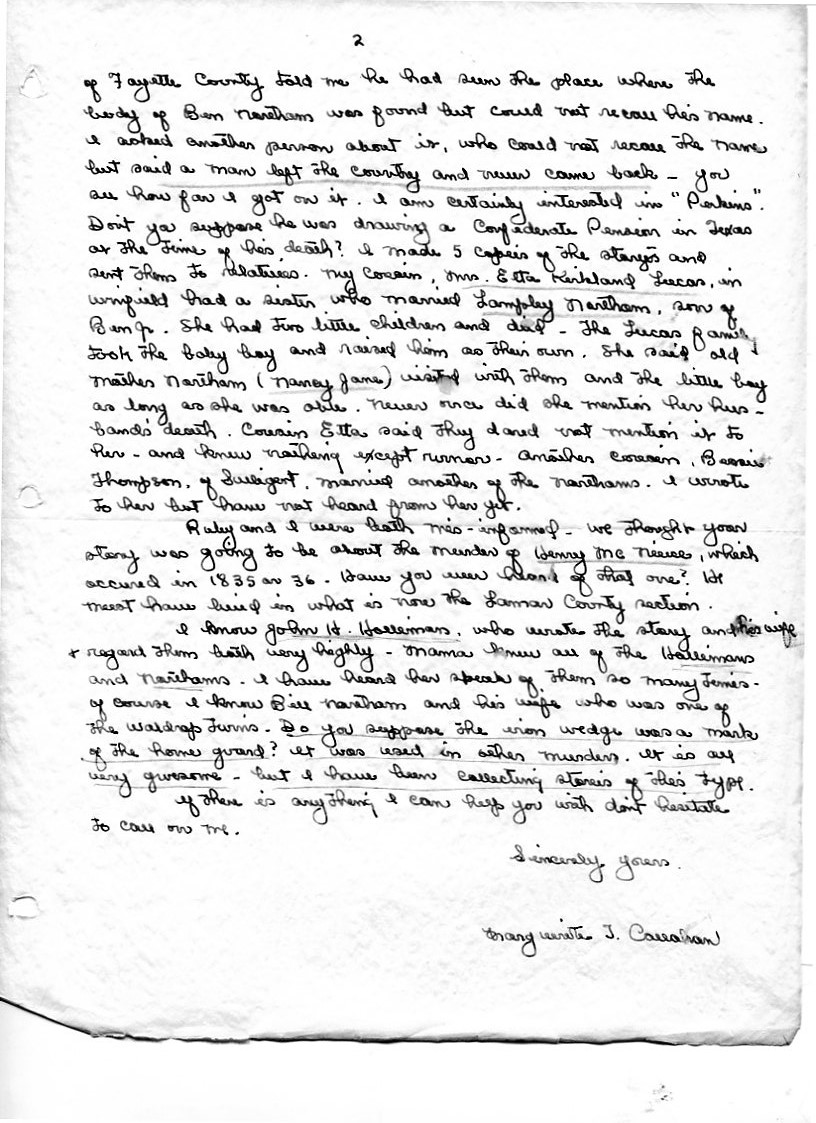 2
of Fayette County told me he had seen the place where the
body of Ben Northam was found but could not recall his name.
I asked another person about it, who could not recall the name
but said a man left the country and never came back - you
see how far I got on it. I am certainly interested in "Perkins".
Don't ya suppose he was drawing a Confederate Pension in Texas
at the time of his death? I made 5 copies of the storys and
sent them to relatives. My cousin, Mrs. Etta Kirkland Lucas, in
Winfield had a sister who married Lampley Northam, son of
Ben Jr. She had two little children and died - The Lucas family
took the baby boy and raised him as their own. She said old
Mother Northam (Nancy Jane) visited with them and the little boy
as long as she was able. Never once did she mention her hus-
band's death. Cousin Etta said they dared not mention it to
her - and knew nothing except rumor - Another cousin, Bessie
Thompson, of Sulligent, married another of the Northams. I wrote
to her but have not heard from her yet.
Ruby and I were both mis-informed - we thought your
story was going to be about the murder of Henry Mc Neese, which
occured in 1835 or 36 - Have you ever heard of that one? It
must have lived in what is now the Lamar County section.
I know John H. Holliman, who wrote the story and his wife
+ regard them both very highly - Mama knew all of the Hollimans
and Northams. I have heard her speak of them so many times -
of course I know Bill Northam and his wife who was one of
the Waldrop twins - Do you suppose the iron wedge was a mark
of the home guard? It was used in other murders. It is all
very gruesome - but I have been collecting stories of this type.
If there is anything I can help you with don't hesitate
to call on me.
Sincerely yours.
Marguerite T. Callahan